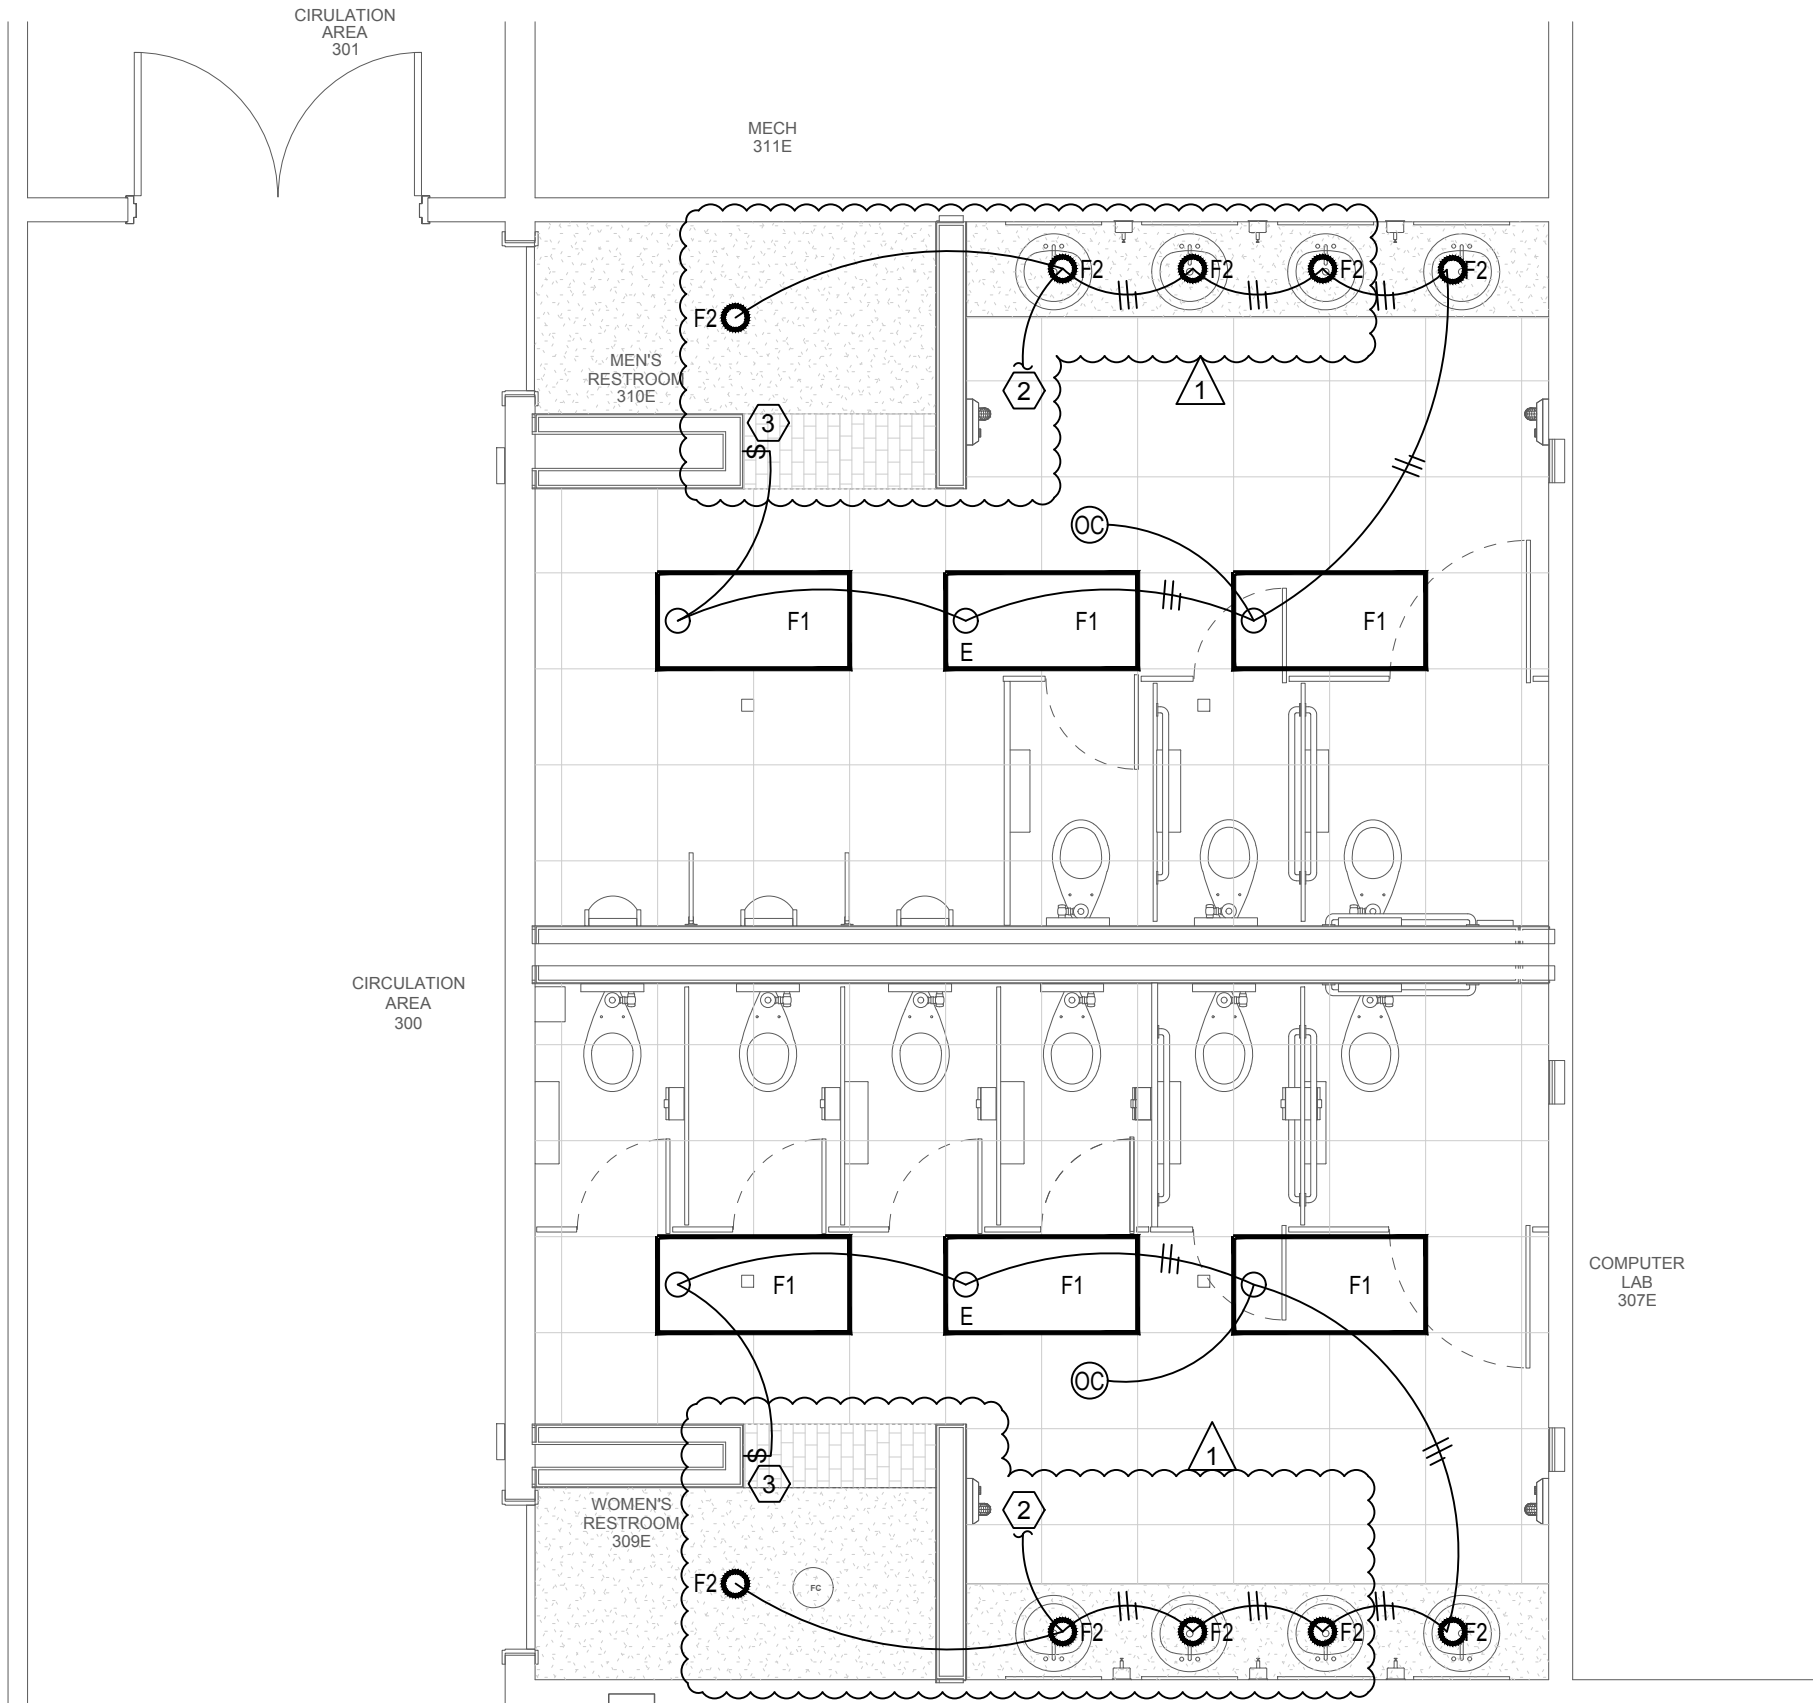 CIRULATION
AREA
301
MECH
311E
F2
F2
F2
F2
F2
MEN'S
RESTROOM
310E
2
1
3
$
OC
F1
F1
F1
E
CIRCULATION
AREA
300
F1
F1
F1
E
COMPUTER
LAB
307E
OC
1
$
3
2
WOMEN'S
RESTROOM
309E
F2
FC
F2
F2
F2
F2